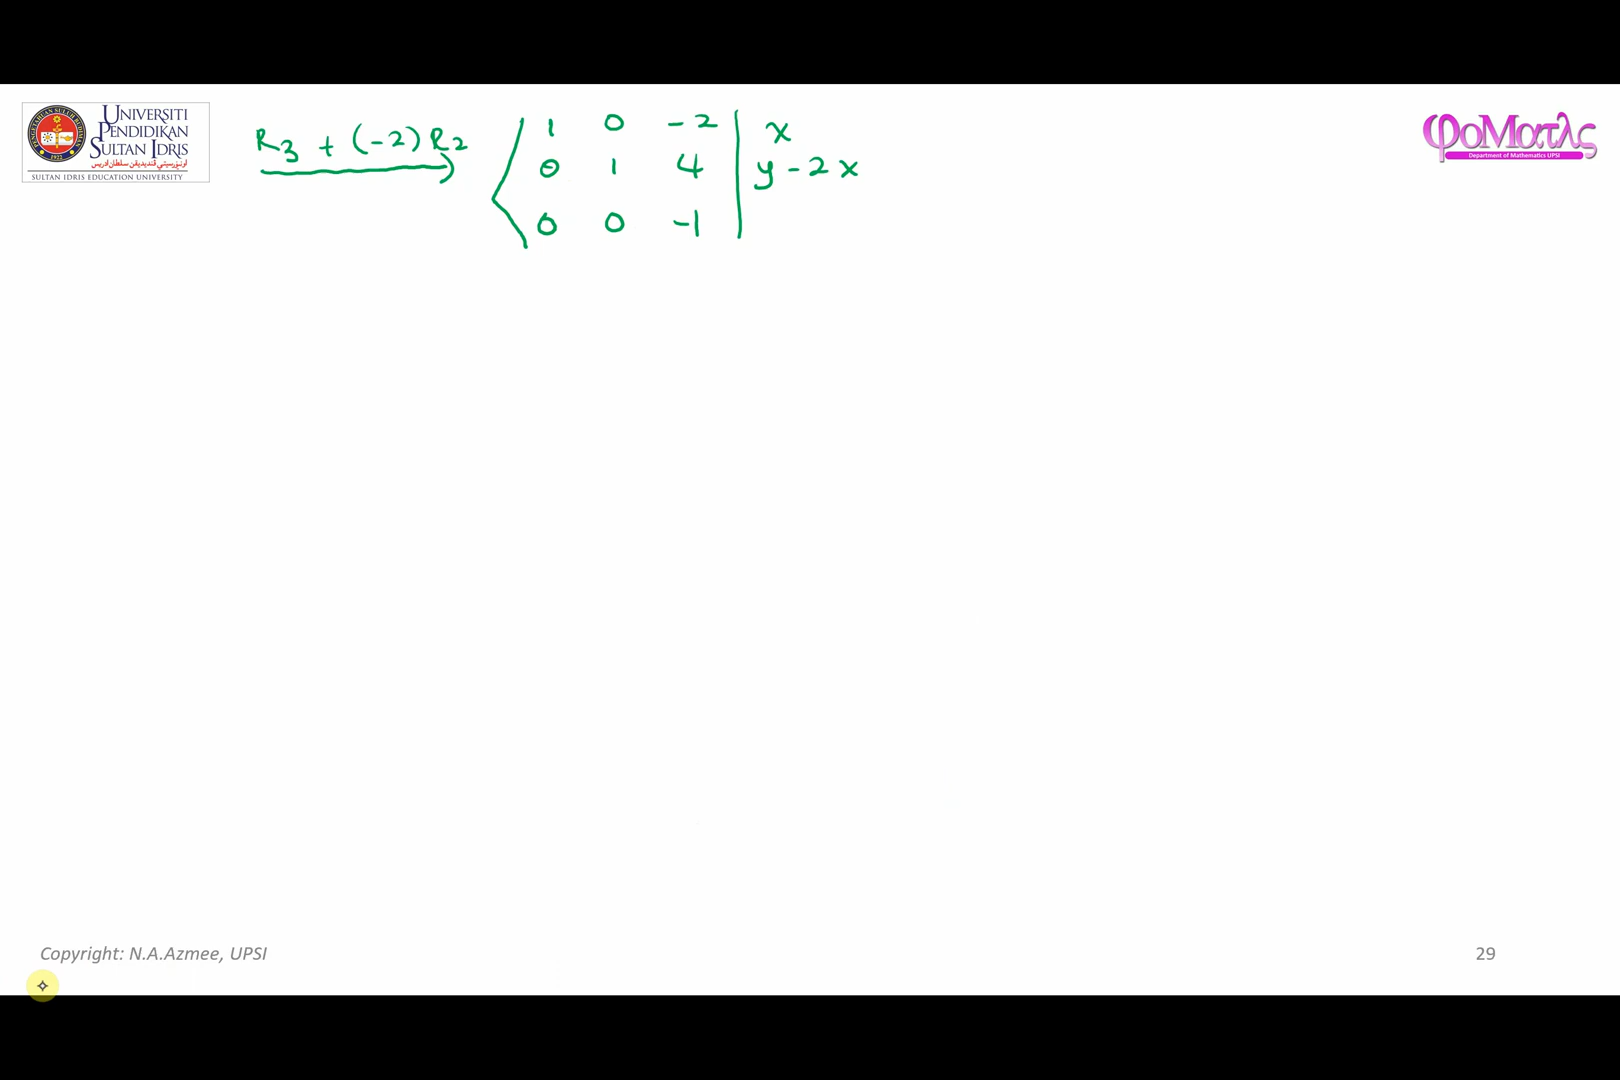 UNIVERSITI
PENDIDIKAN
SULTAN IDRIS
SULTAN IDRIS EDUCATION UNIVERSITY
φοΜατλς
Department of Mathematics UPSI
R3 + (-2) R2
1 0 -2 | x
0 1 4 | y - 2x
0 0 -1 |
Copyright: N.A.Azmee, UPSI
29